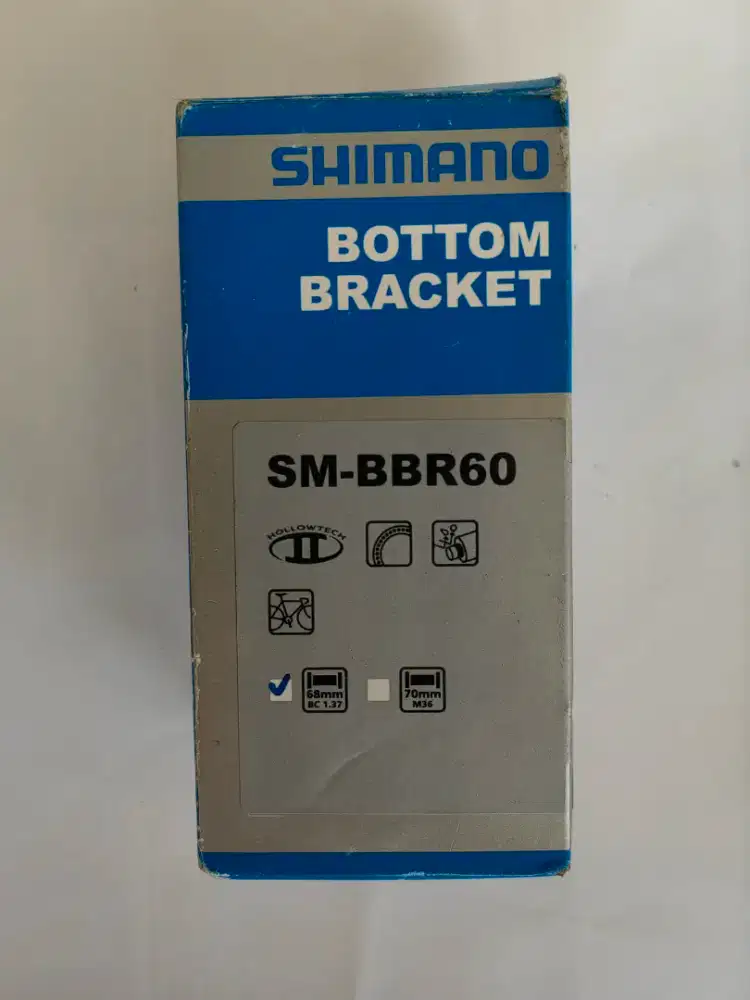 SHIMANO
BOTTOM
BRACKET
SM-BBR60
HOLLOWTECH
II
68mm
BC 1.37
70mm
M36